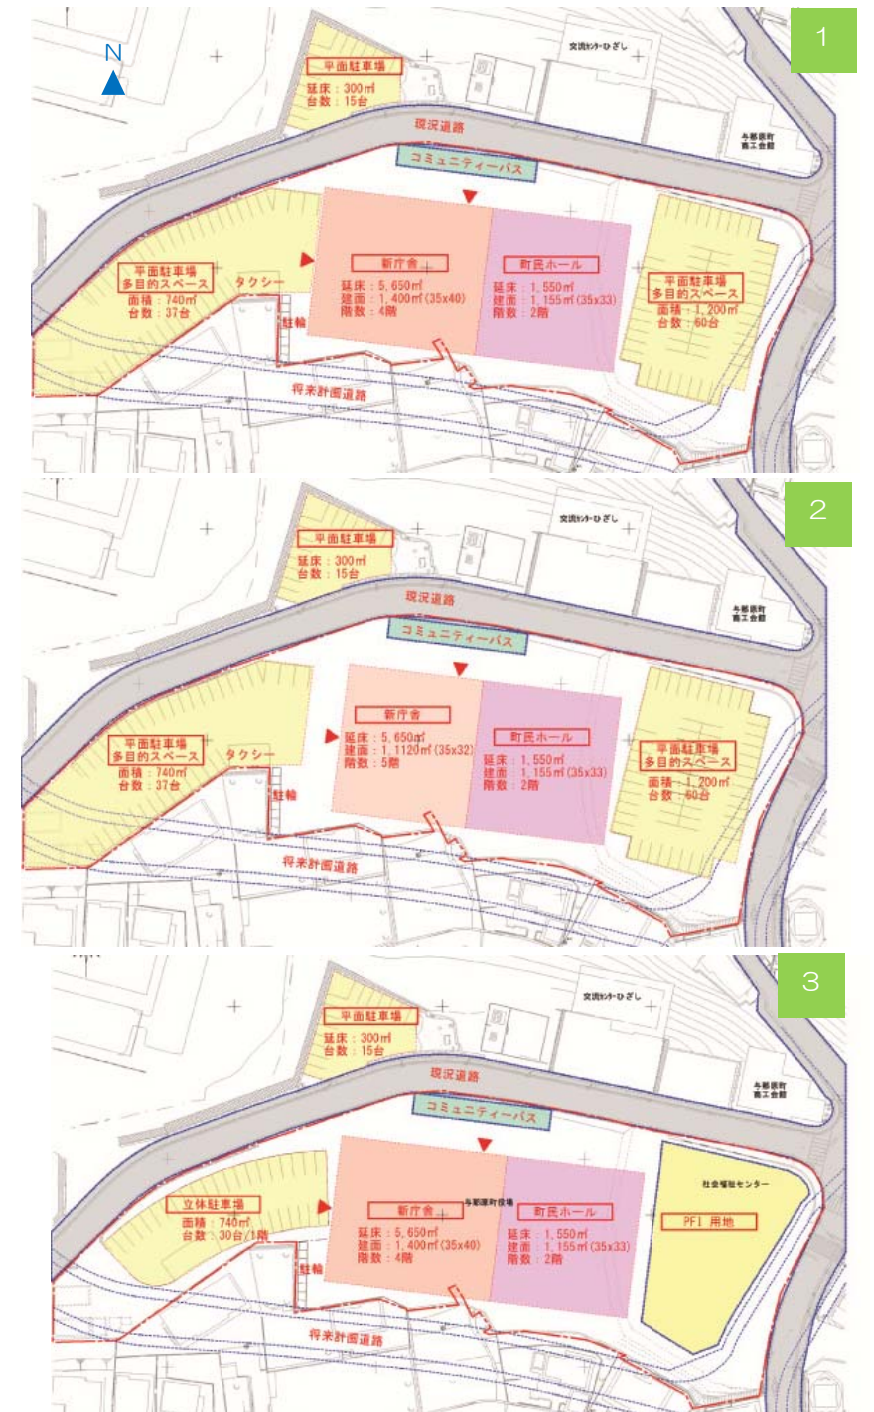 1
N
交流センターひざし
平面駐車場
延床：300㎡
台数：15台
現況道路
与那原町
商工会館
コミュニティーバス
平面駐車場
多目的スペース
面積：740㎡
台数：37台
タクシー
駐輪
新庁舎
延床：5,650㎡
建面：1,400㎡(35x40)
階数：4階
町民ホール
延床：1,550㎡
建面：1,155㎡(35x33)
階数：2階
平面駐車場
多目的スペース
面積：1,200㎡
台数：60台
将来計画道路
2
交流センターひざし
平面駐車場
延床：300㎡
台数：15台
現況道路
与那原町
商工会館
コミュニティーバス
平面駐車場
多目的スペース
面積：740㎡
台数：37台
タクシー
駐輪
新庁舎
延床：5,650㎡
建面：1,1120㎡(35x32)
階数：5階
町民ホール
延床：1,550㎡
建面：1,155㎡(35x33)
階数：2階
平面駐車場
多目的スペース
面積：1,200㎡
台数：60台
将来計画道路
3
交流センターひざし
平面駐車場
延床：300㎡
台数：15台
現況道路
与那原町
商工会館
コミュニティーバス
立体駐車場
面積：740㎡
台数：30台/1階
駐輪
新庁舎
与那原町役場
延床：5,650㎡
建面：1,400㎡(35x40)
階数：4階
町民ホール
延床：1,550㎡
建面：1,155㎡(35x33)
階数：2階
社会福祉センター
PFI 用地
将来計画道路